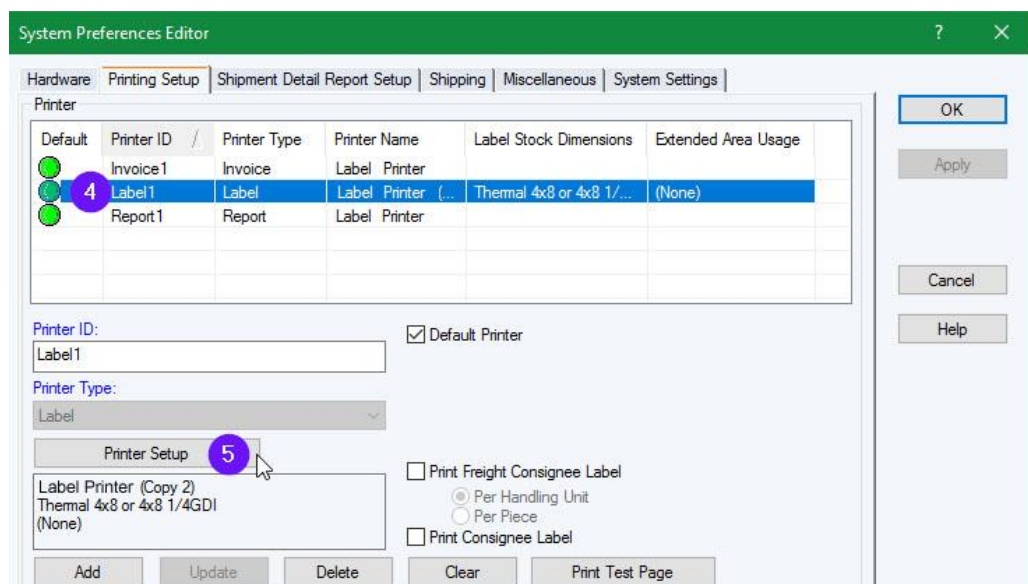 System Preferences Editor ? ×
Hardware Printing Setup Shipment Detail Report Setup Shipping Miscellaneous System Settings
Printer
OK
Default Printer ID / Printer Type Printer Name Label Stock Dimensions Extended Area Usage
Invoice1 Invoice Label Printer
Apply
4 Label1 Label Label Printer (... Thermal 4x8 or 4x8 1/... (None)
Report1 Report Label Printer
Cancel
Help
Printer ID:
Default Printer
Label1
Printer Type:
Label
Printer Setup 5
Print Freight Consignee Label
Label Printer (Copy 2)
Per Handling Unit
Thermal 4x8 or 4x8 1/4GDI
Per Piece
(None)
Print Consignee Label
Add Update Delete Clear Print Test Page